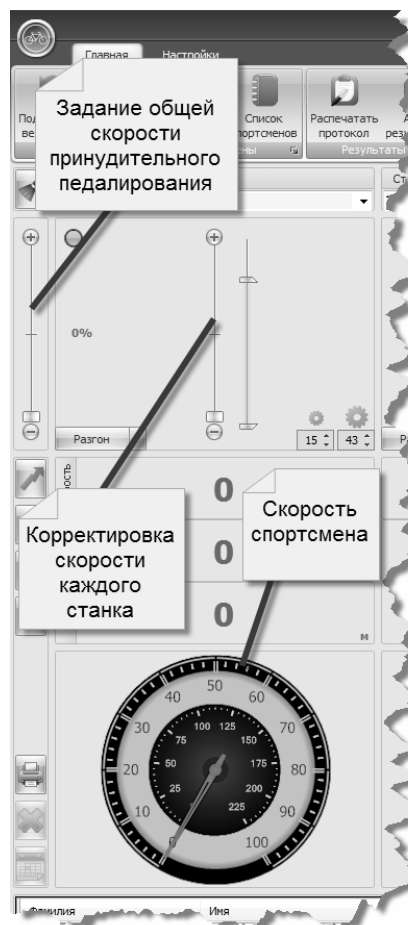 Главная Настройки
Задание общей
скорости
принудительного
педалирования
Список
Распечатать
протокол
0%
Разгон
15 43
0
0
0
м
Корректировка
скорости
каждого
станка
Скорость
спортсмена
0 10 20 30 40 50 60 70 80 90 100
25 50 75 100 125 150 175 200 225
Фамилия Имя